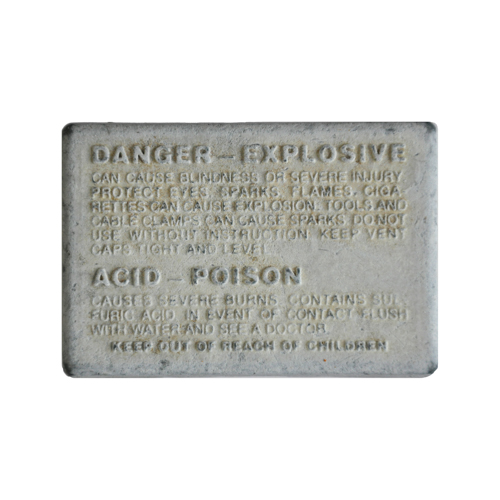 DANGER – EXPLOSIVE
CAN CAUSE BLINDNESS OR SEVERE INJURY.
PROTECT EYES, SPARKS, FLAMES, CIGA-
RETTES CAN CAUSE EXPLOSION. TOOLS AND
CABLE CLAMPS CAN CAUSE SPARKS. DO NOT
USE WITHOUT INSTRUCTION. KEEP VENT
CAPS TIGHT AND LEVEL.
ACID – POISON
CAUSES SEVERE BURNS. CONTAINS SUL-
FURIC ACID. IN EVENT OF CONTACT FLUSH
WITH WATER AND SEE A DOCTOR.
KEEP OUT OF REACH OF CHILDREN